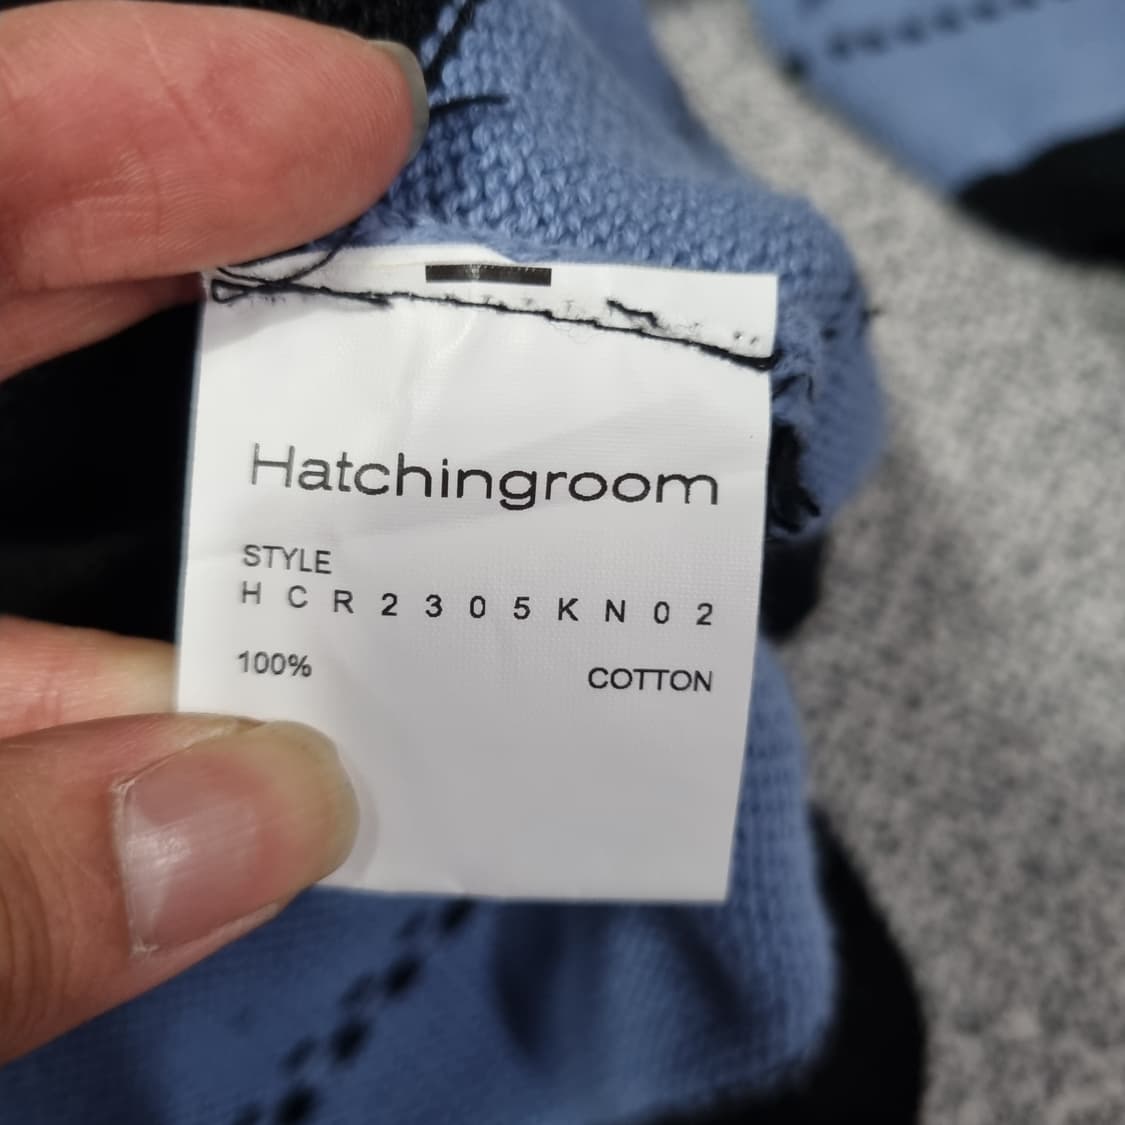 Hatchingroom
STYLE
H C R 2 3 0 5 K N 0 2
100% COTTON